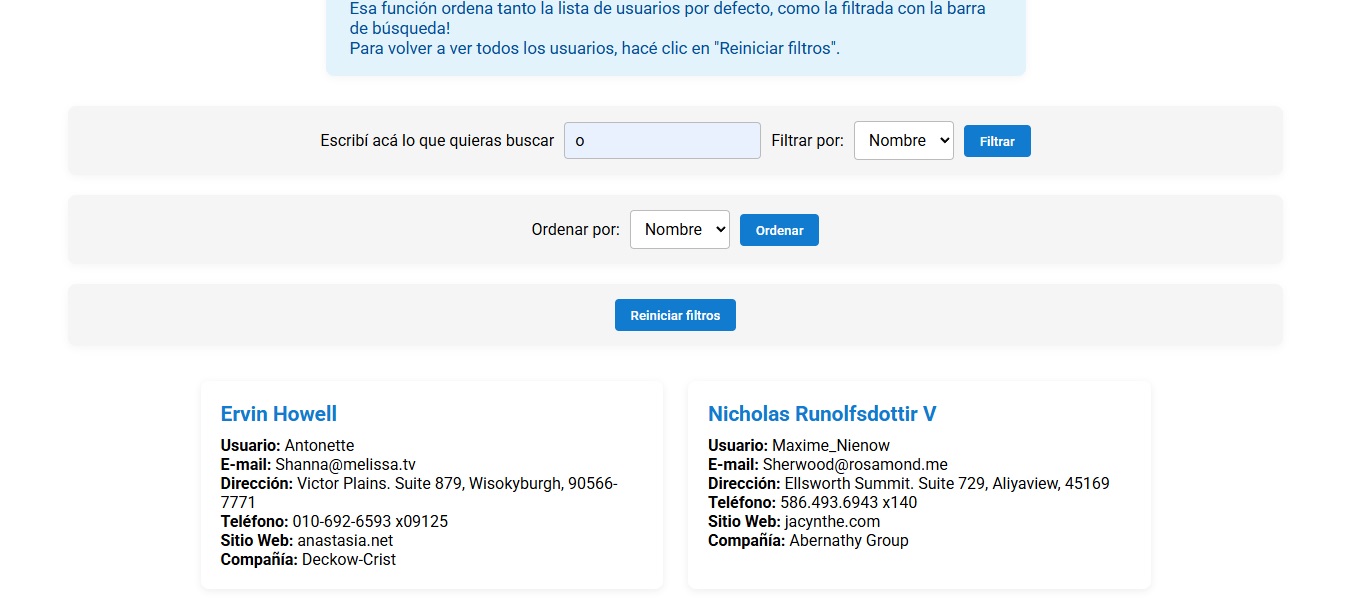 Esa función ordena tanto la lista de usuarios por defecto, como la filtrada con la barra
de búsqueda!
Para volver a ver todos los usuarios, hacé clic en "Reiniciar filtros".
Escribí acá lo que quieras buscar o Filtrar por: Nombre Filtrar
Ordenar por: Nombre Ordenar
Reiniciar filtros
Ervin Howell
Usuario: Antonette
E-mail: Shanna@melissa.tv
Dirección: Victor Plains. Suite 879, Wisokyburgh, 90566-
7771
Teléfono: 010-692-6593 x09125
Sitio Web: anastasia.net
Compañía: Deckow-Crist
Nicholas Runolfsdottir V
Usuario: Maxime_Nienow
E-mail: Sherwood@rosamond.me
Dirección: Ellsworth Summit. Suite 729, Aliyaview, 45169
Teléfono: 586.493.6943 x140
Sitio Web: jacynthe.com
Compañía: Abernathy Group